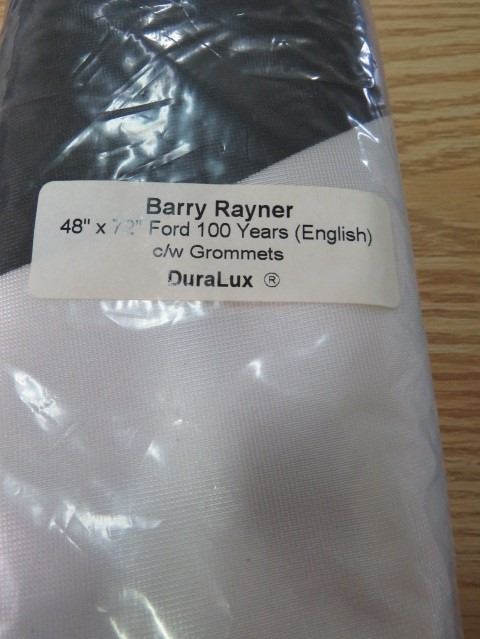 Barry Rayner
48" x 72" Ford 100 Years (English)
c/w Grommets
DuraLux ®